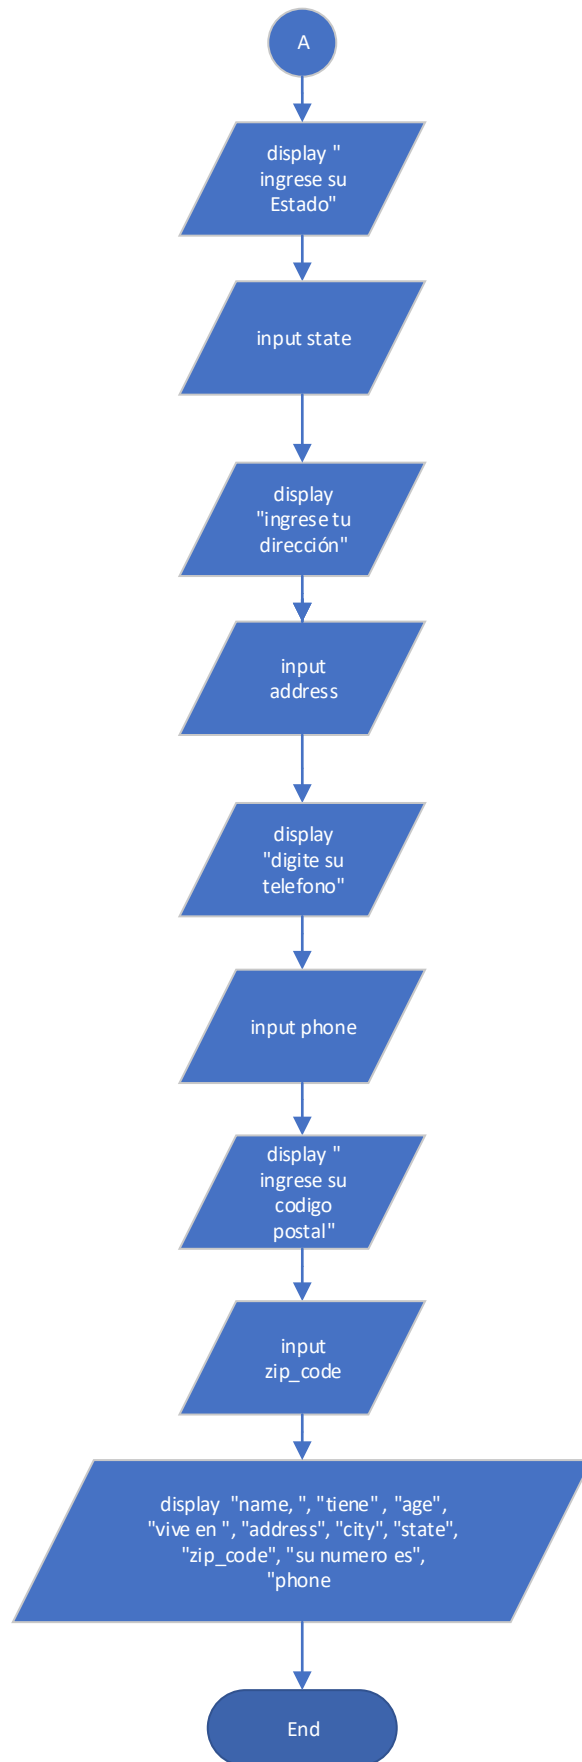 A
display "
ingrese su
Estado"
input state
display
"ingrese tu
dirección"
input
address
display
"digite su
telefono"
input phone
display "
ingrese su
codigo
postal"
input
zip_code
display  "name, ", "tiene" , "age",
"vive en ", "address", "city", "state",
"zip_code", "su numero es",
"phone
End